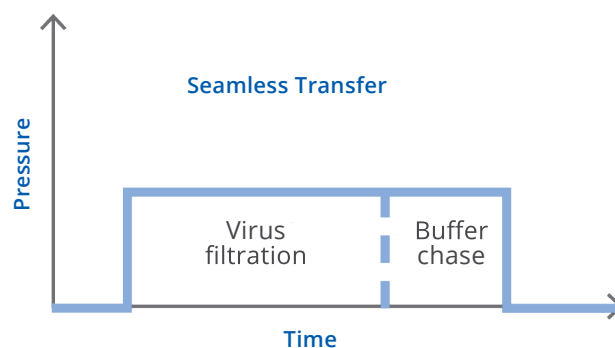 Seamless Transfer
Pressure
Virus
filtration
Buffer
chase
Time